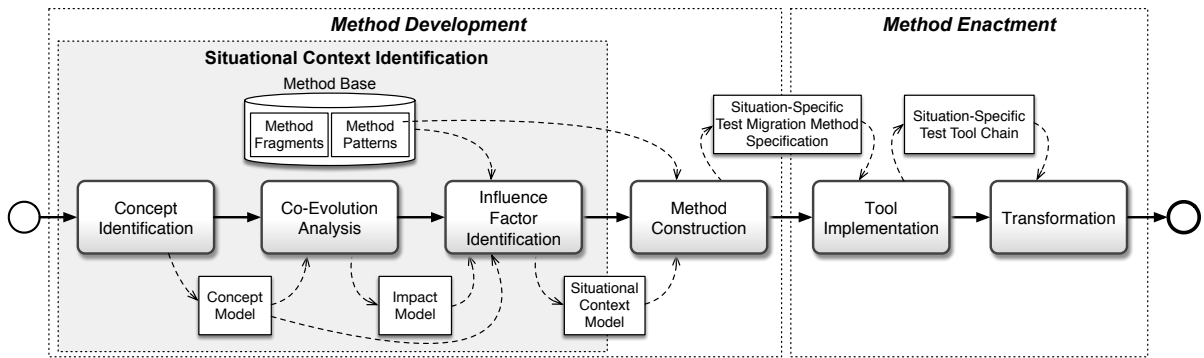 Method Development
Method Enactment
Situational Context Identification
Method Base
Method
Fragments
Method
Patterns
Situation-Specific
Test Migration Method
Specification
Situation-Specific
Test Tool Chain
Concept
Identification
Co-Evolution
Analysis
Influence
Factor
Identification
Method
Construction
Tool
Implementation
Transformation
Concept
Model
Impact
Model
Situational
Context
Model